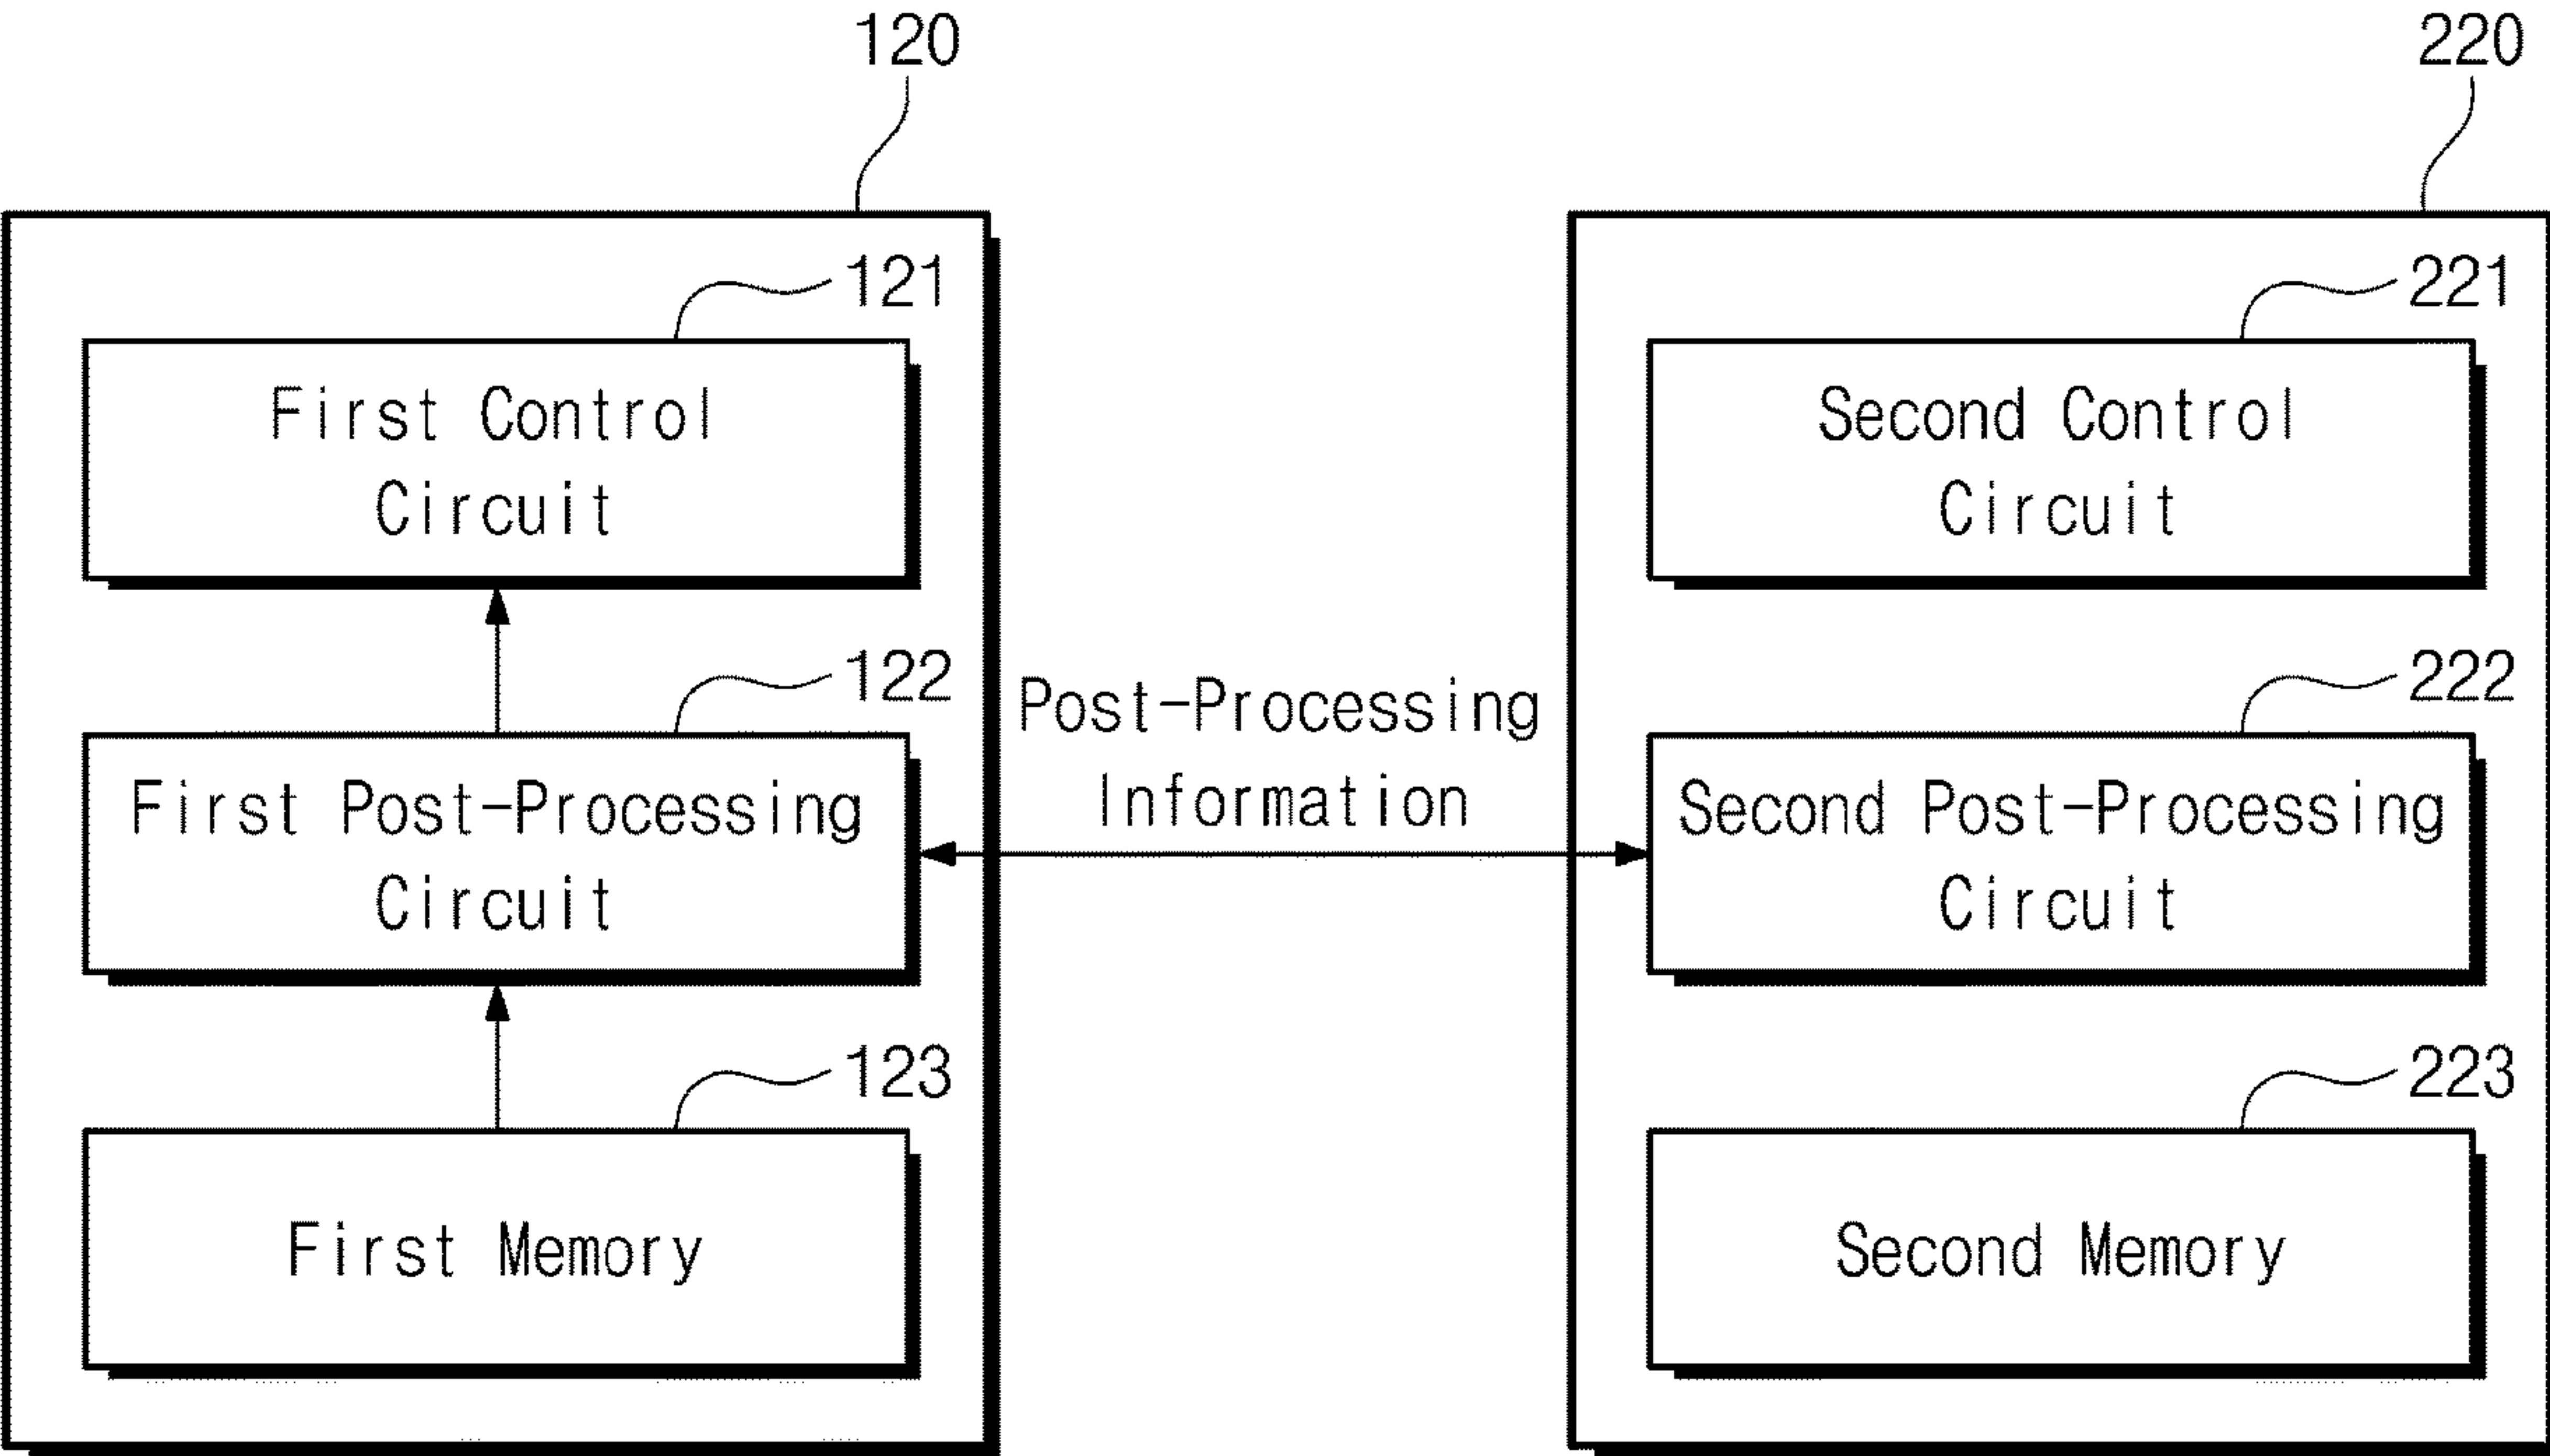 120
220
121
First Control
Circuit
221
Second Control
Circuit
122
First Post-Processing
Circuit
Post-Processing
Information
222
Second Post-Processing
Circuit
123
First Memory
223
Second Memory